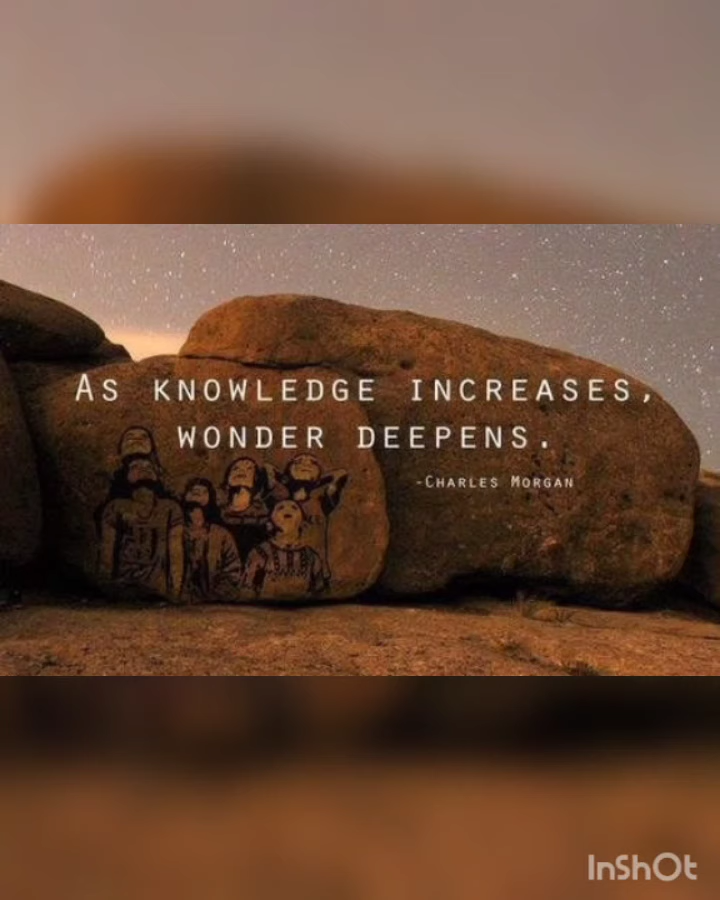 As knowledge increases,
wonder deepens.
-Charles Morgan
InShOt